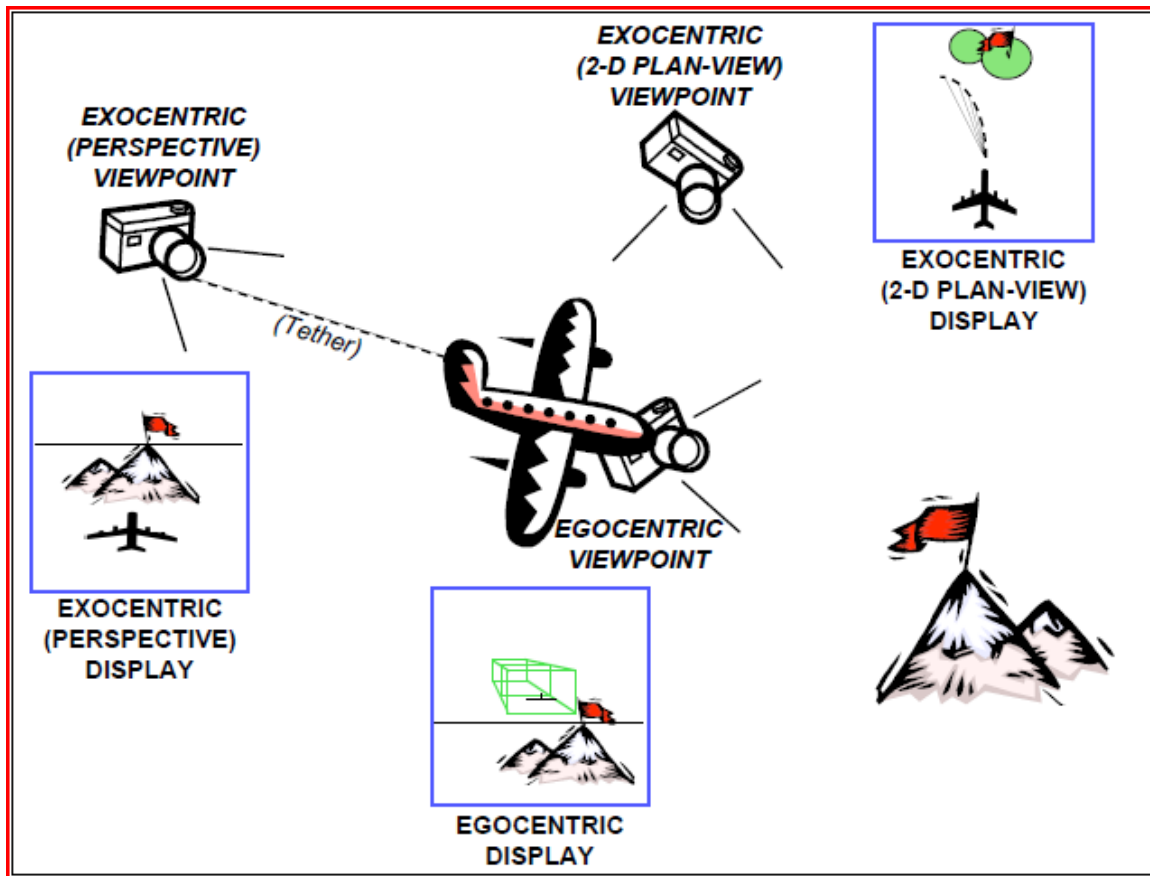 EXOCENTRIC
(PERSPECTIVE)
VIEWPOINT
EXOCENTRIC
(2-D PLAN-VIEW)
VIEWPOINT
EXOCENTRIC
(2-D PLAN-VIEW)
DISPLAY
(Tether)
EGOCENTRIC
VIEWPOINT
EXOCENTRIC
(PERSPECTIVE)
DISPLAY
EGOCENTRIC
DISPLAY